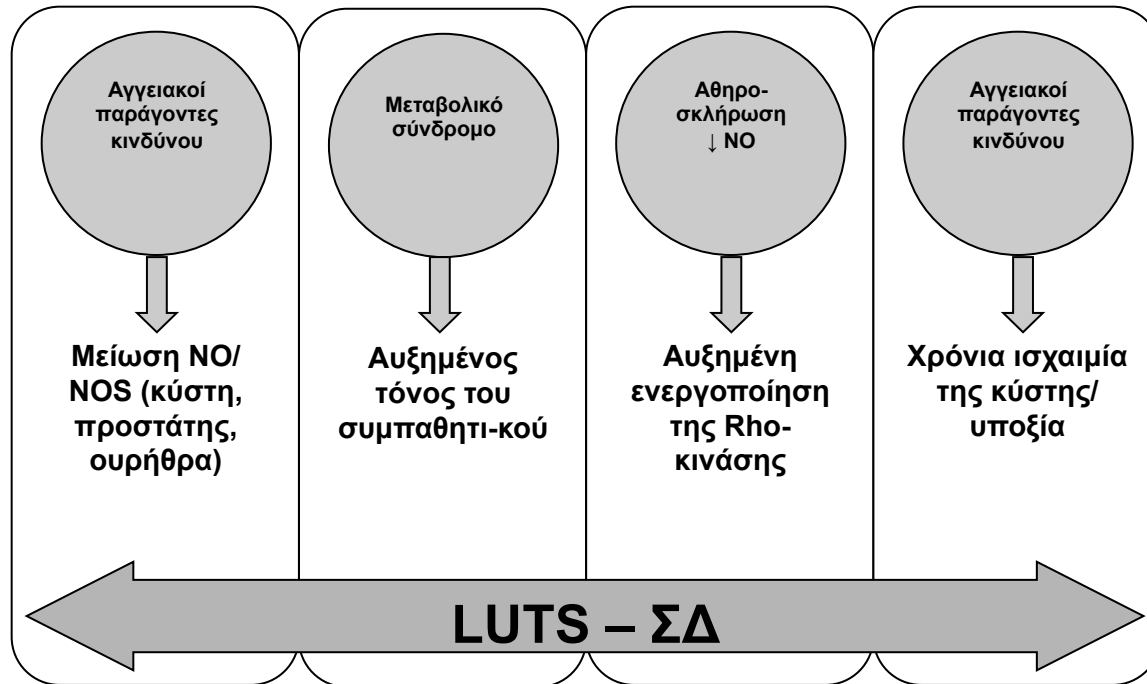 Αγγειακοί
παράγοντες
κινδύνου
Μεταβολικό
σύνδρομο
Αθηρο-
σκλήρωση
↓ NO
Αγγειακοί
παράγοντες
κινδύνου
Μείωση NO/
NOS (κύστη,
προστάτης,
ουρήθρα)
Αυξημένος
τόνος του
συμπαθητι-κού
Αυξημένη
ενεργοποίηση
της Rho-
κινάσης
Χρόνια ισχαιμία
της κύστης/
υποξία
LUTS – ΣΔ